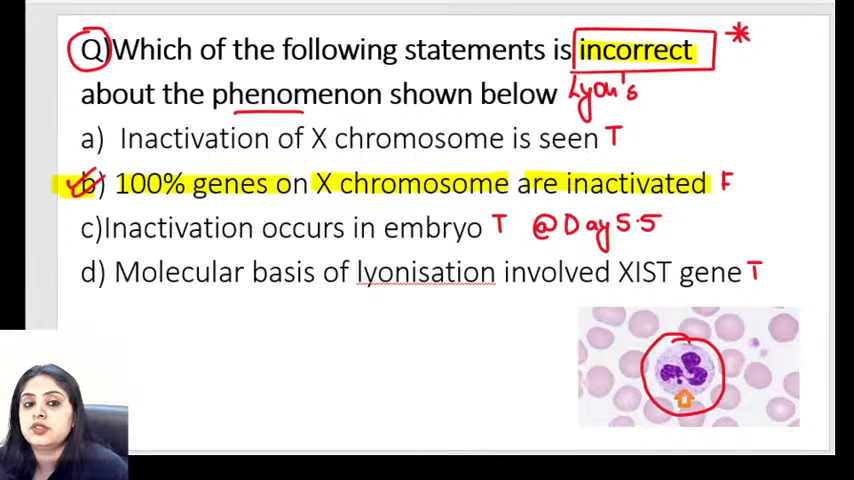 Q)Which of the following statements is incorrect *
about the phenomenon shown below Lyon's
a) Inactivation of X chromosome is seen T
b) 100% genes on X chromosome are inactivated F
c)Inactivation occurs in embryo T @Day 5.5
d) Molecular basis of lyonisation involved XIST gene T